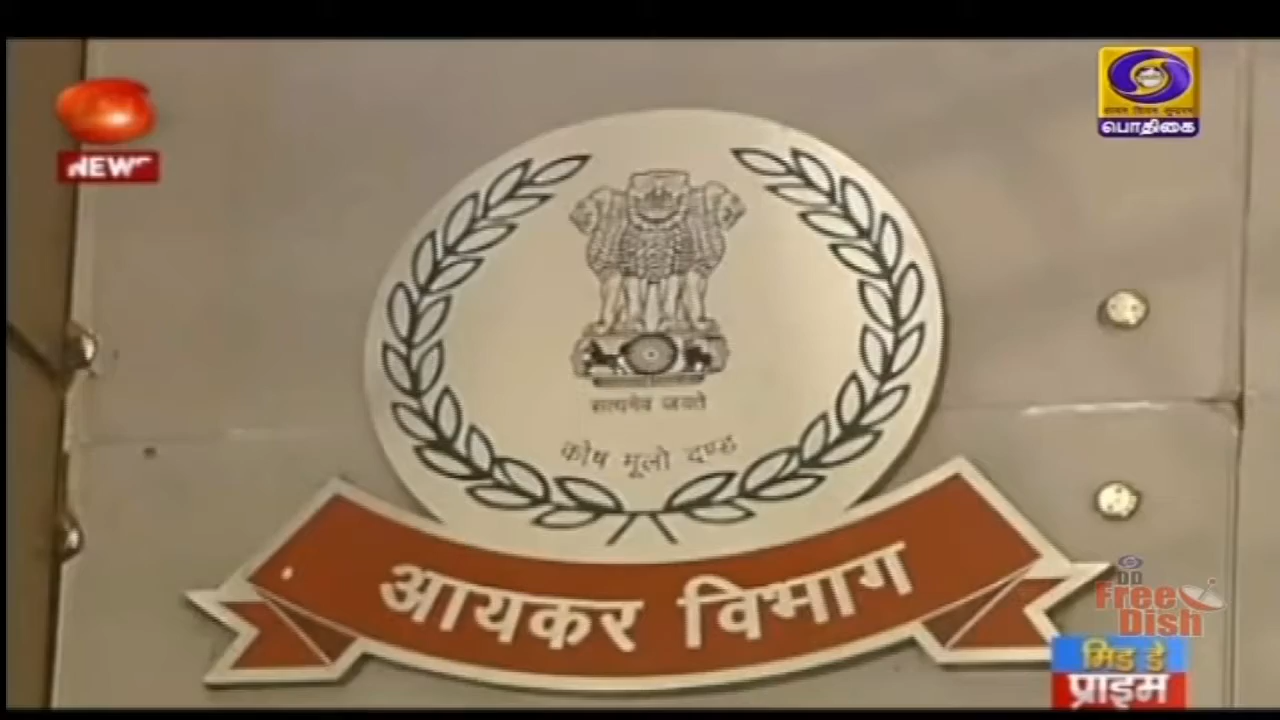 NEWS
பொதிகை
सत्यमेव जयते
कोष मूलो दण्ड
आयकर विभाग
DD
Free
Dish
मिड डे
प्राइम